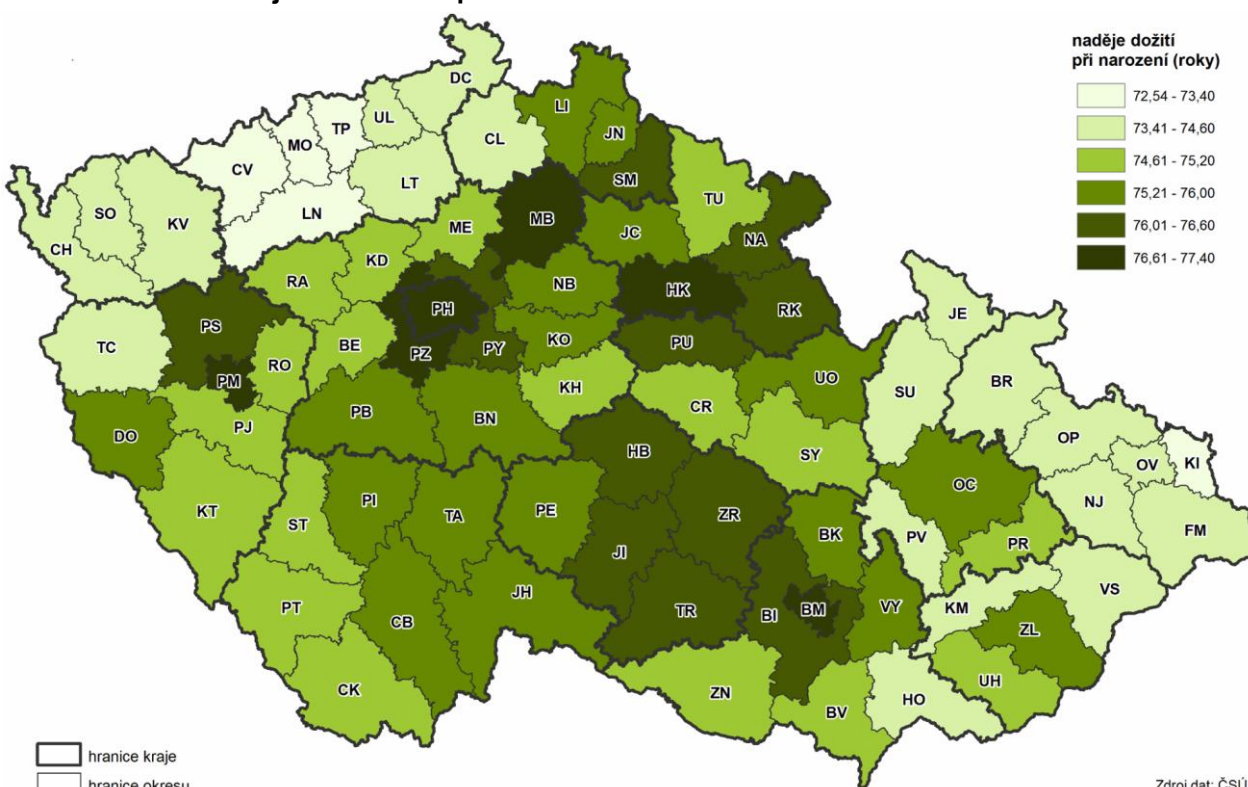 naděje dožití
při narození (roky)
72,54 - 73,40
73,41 - 74,60
74,61 - 75,20
75,21 - 76,00
76,01 - 76,60
76,61 - 77,40
DC
LI
UL
TP
JN
MO
CL
CV
LT
SM
TU
LN
SO
KV
MB
ME
JC
NA
CH
KD
RA
NB
HK
PH
RK
JE
PS
TC
BE
PZ
PY
KO
PU
RO
PM
KH
UO
BR
SU
CR
PB
BN
DO
PJ
OP
HB
SY
OV
KI
OC
PI
NJ
KT
ST
TA
PE
ZR
FM
BK
PV
PR
JI
VS
JH
PT
CB
TR
BI
BM
VY
KM
ZL
UH
CK
ZN
HO
BV
hranice kraje
hranice okresu
Zdroj dat: ČSÚ